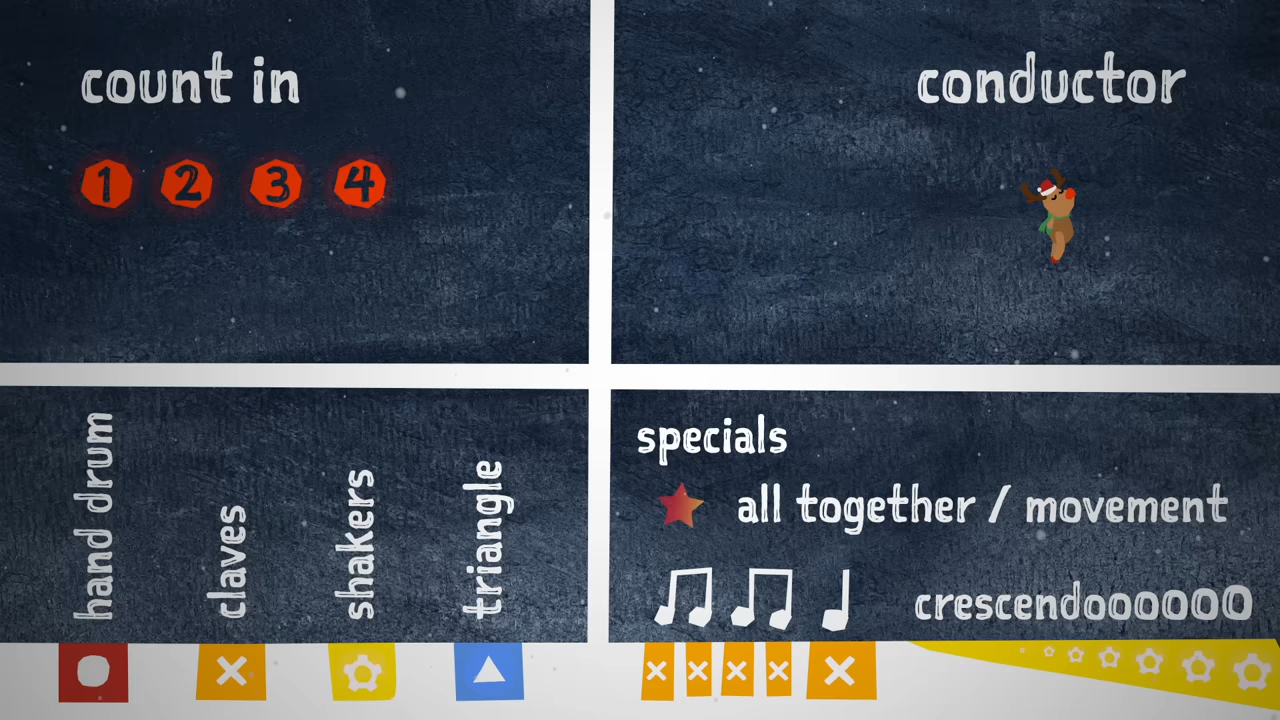 count in
1 2 3 4
conductor
hand drum
claves
shakers
triangle
specials
all together / movement
crescendoooooo